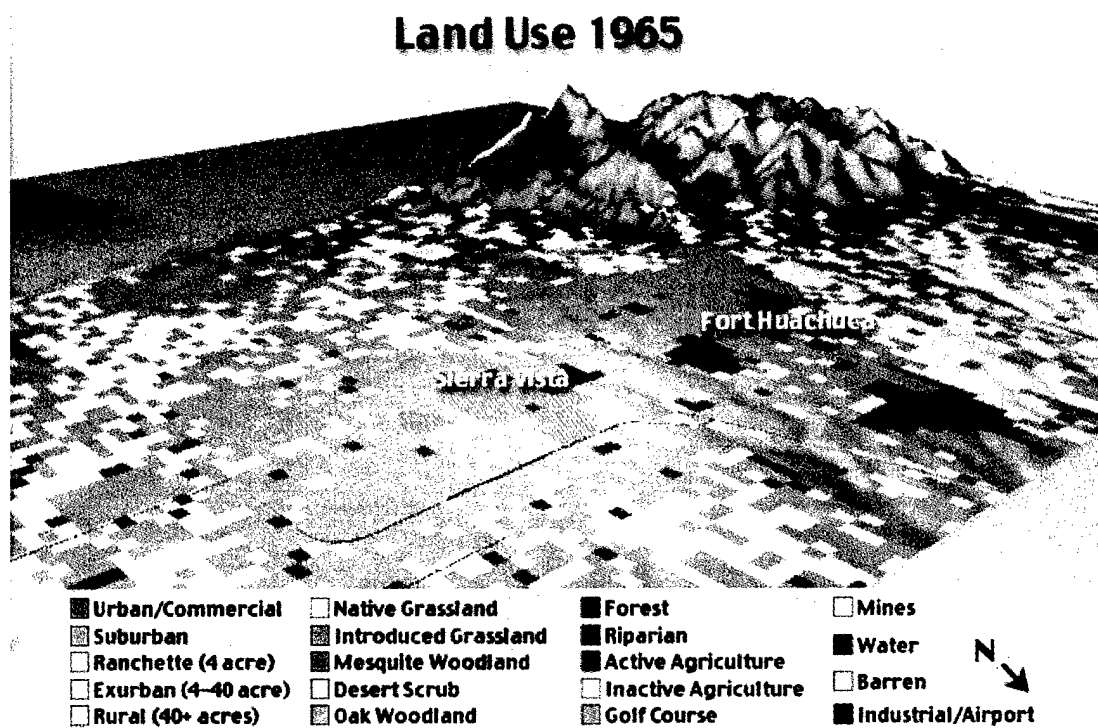 Land Use 1965
Fort Huachuca
Sierra Vista
Urban/Commercial
Suburban
Ranchette (4 acre)
Exurban (4–40 acre)
Rural (40+ acres)
Native Grassland
Introduced Grassland
Mesquite Woodland
Desert Scrub
Oak Woodland
Forest
Riparian
Active Agriculture
Inactive Agriculture
Golf Course
Mines
Water
Barren
Industrial/Airport
N